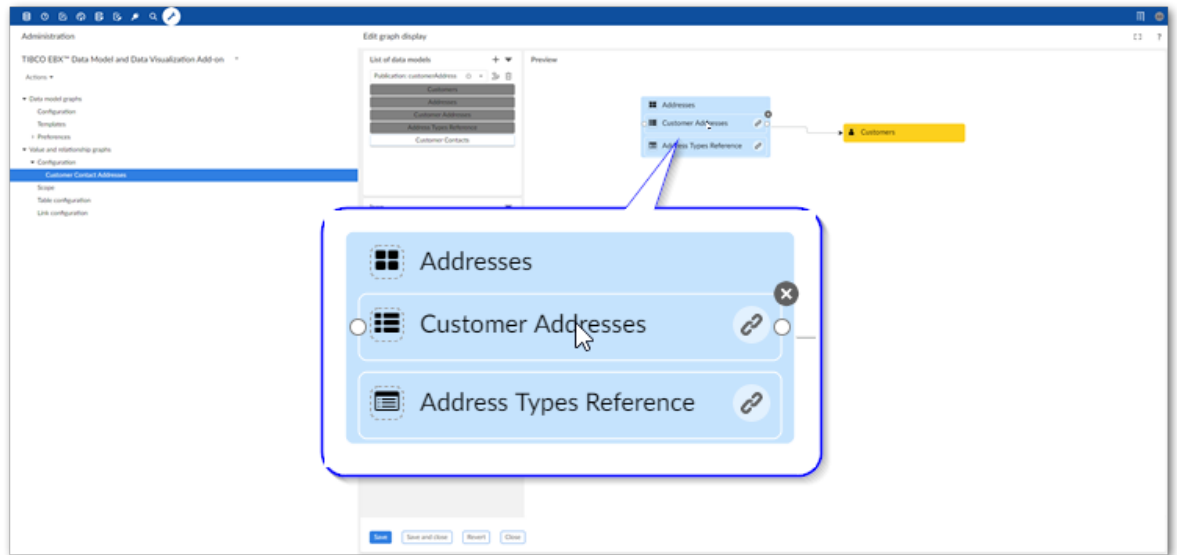 Administration
Edit graph display
?
TIBCO EBX™ Data Model and Data Visualization Add-on
Actions
Data model graphs
Configuration
Templates
Preferences
Value and relationship graphs
Configuration
Customer Contact Addresses
Scope
Table configuration
Link configuration
List of data models
Publication: customerAddress
Customers
Addresses
Customer Addresses
Address Types Reference
Customer Contacts
Preview
Addresses
Customer Addresses
Address Types Reference
Customers
Addresses
Customer Addresses
Address Types Reference
Save
Save and close
Revert
Close